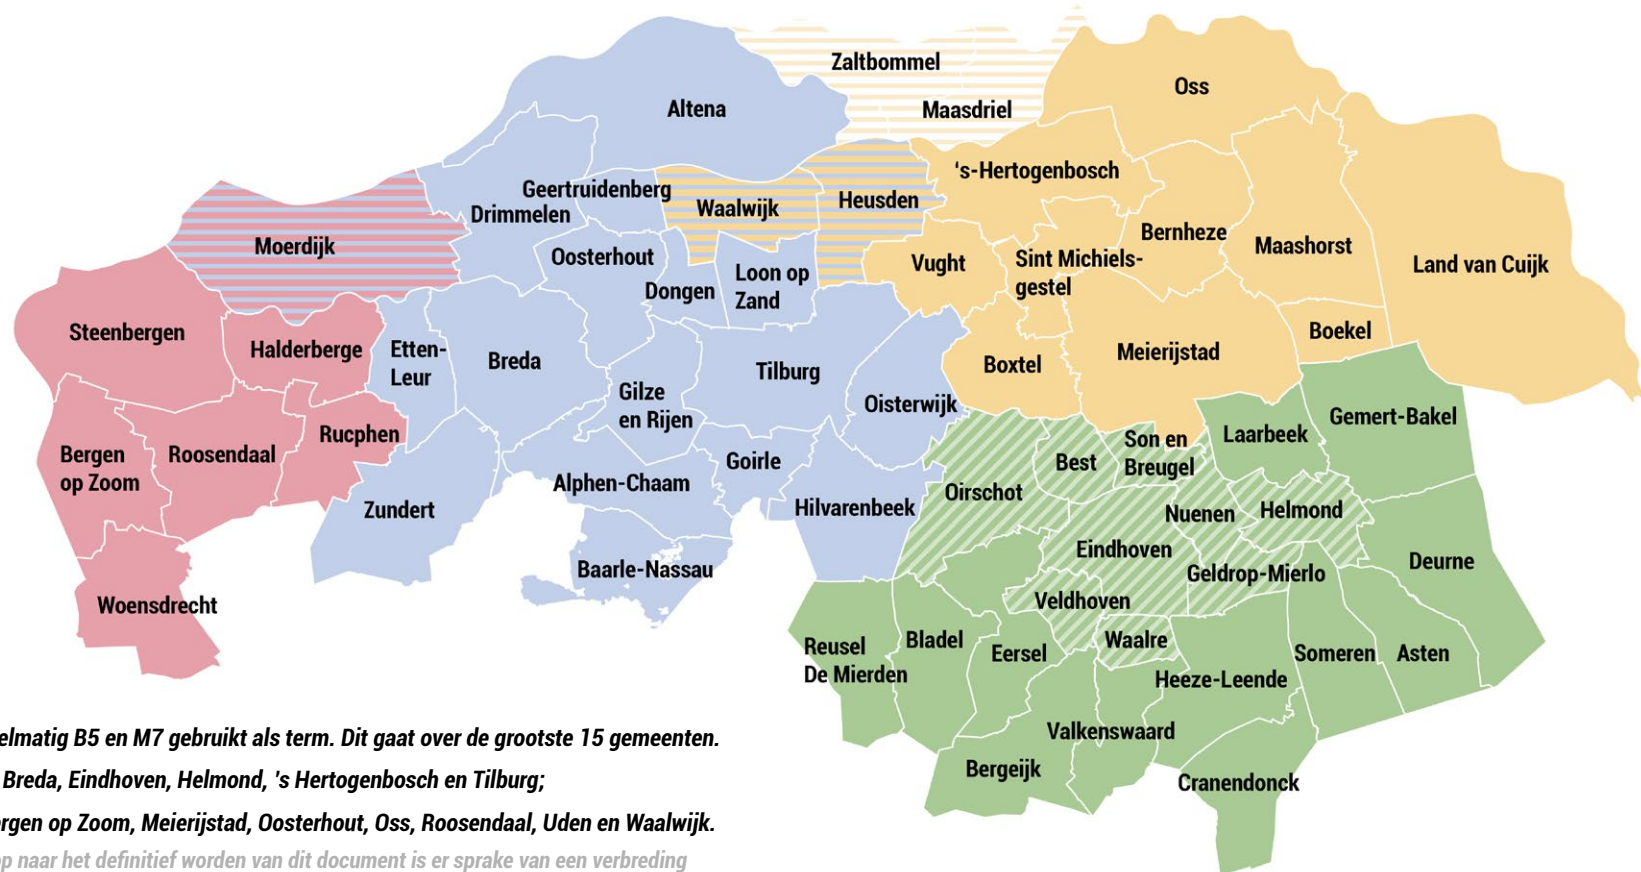 Zaltbommel
Oss
Altena
Maasdriel
's-Hertogenbosch
Geertruidenberg
Drimmelen
Waalwijk
Heusden
Bernheze
Maashorst
Moerdijk
Oosterhout
Vught
Sint Michiels-
gestel
Land van Cuijk
Loon op
Zand
Dongen
Steenbergen
Halderberge
Etten-
Leur
Breda
Tilburg
Boxtel
Meierijstad
Boekel
Gilze
en Rijen
Oisterwijk
Gemert-Bakel
Rucphen
Laarbeek
Son en
Breugel
Bergen
op Zoom
Roosendaal
Goirle
Best
Alphen-Chaam
Oirschot
Zundert
Hilvarenbeek
Nuenen
Helmond
Eindhoven
Deurne
Baarle-Nassau
Geldrop-Mierlo
Woensdrecht
Veldhoven
Reusel
De Mierden
Bladel
Eersel
Waalre
Someren
Asten
Heeze-Leende
Valkenswaard
Bergeijk
Cranendonck
elmatig B5 en M7 gebruikt als term. Dit gaat over de grootste 15 gemeenten.
Breda, Eindhoven, Helmond, 's Hertogenbosch en Tilburg;
ergen op Zoom, Meierijstad, Oosterhout, Oss, Roosendaal, Uden en Waalwijk.
op naar het definitief worden van dit document is er sprake van een verbreding